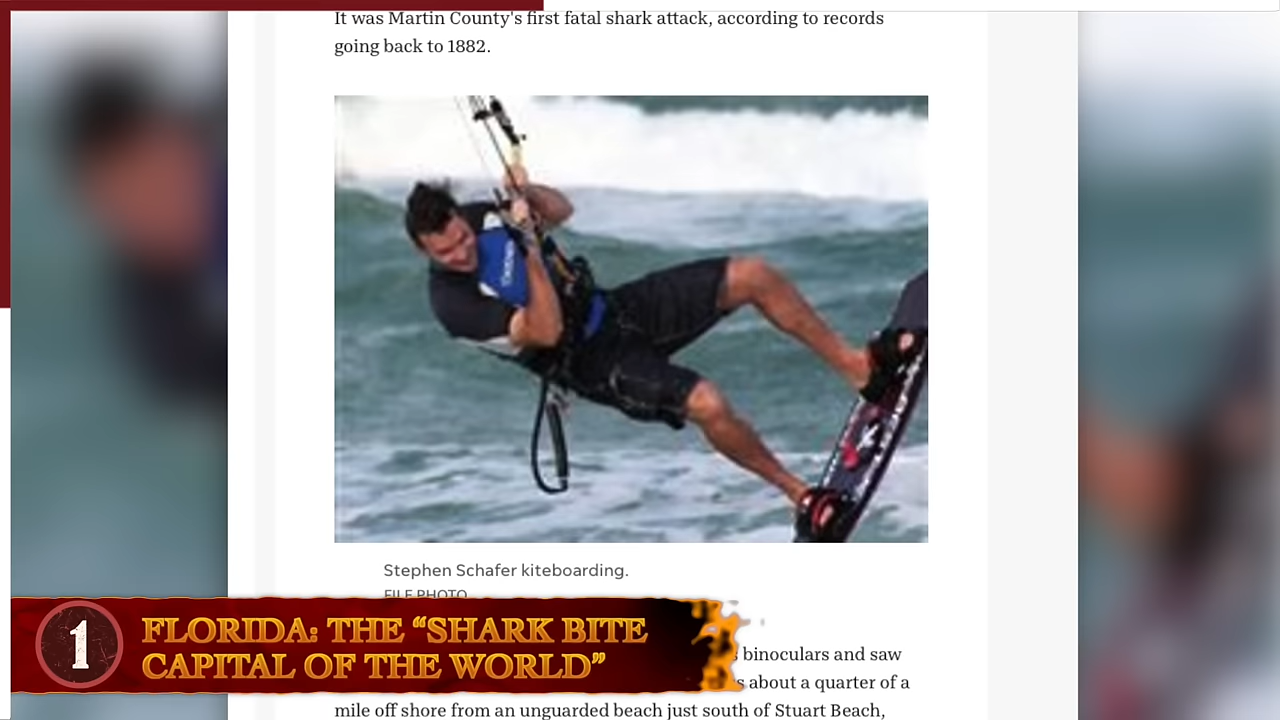 It was Martin County's first fatal shark attack, according to records
going back to 1882.
Stephen Schafer kiteboarding.
FILE PHOTO
binoculars and saw
about a quarter of a
mile off shore from an unguarded beach just south of Stuart Beach,
1
FLORIDA: THE “SHARK BITE
CAPITAL OF THE WORLD”